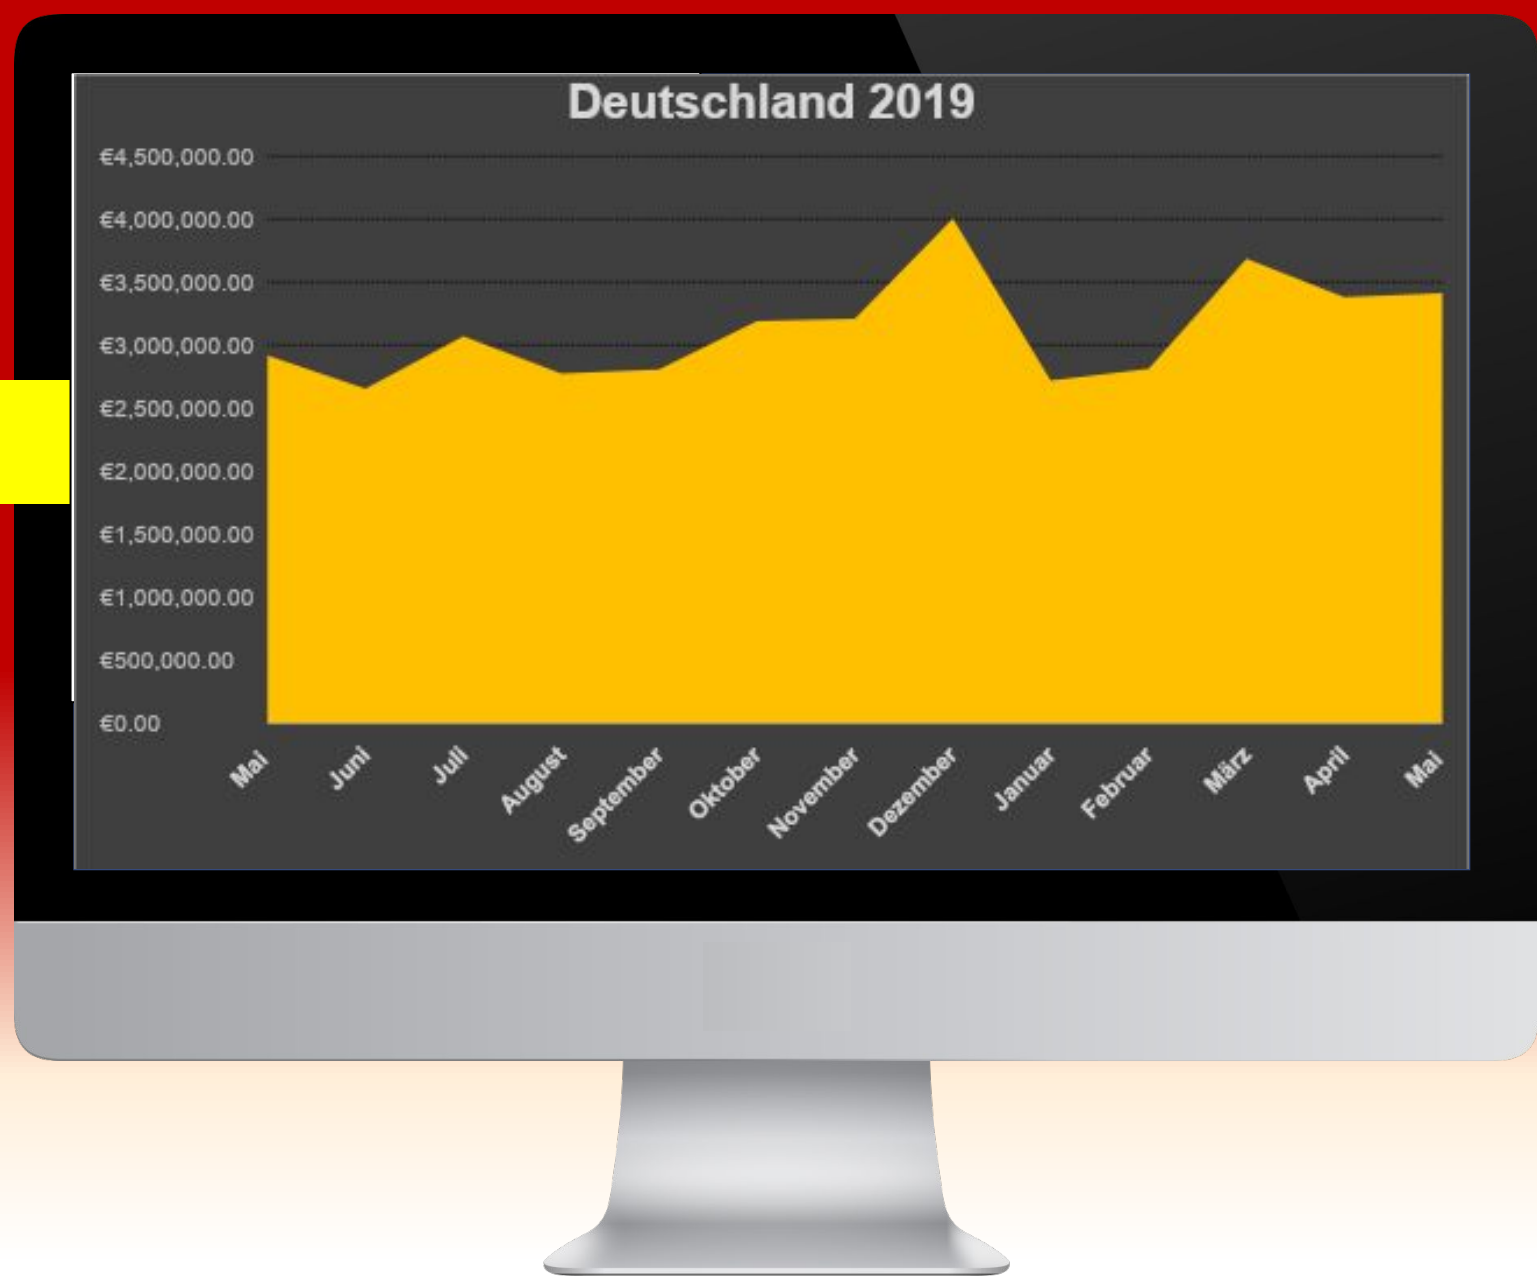 Deutschland 2019
€4,500,000.00
€4,000,000.00
€3,500,000.00
€3,000,000.00
€2,500,000.00
€2,000,000.00
€1,500,000.00
€1,000,000.00
€500,000.00
€0.00
Mai
Juni
Juli
August
September
Oktober
November
Dezember
Januar
Februar
März
April
Mai